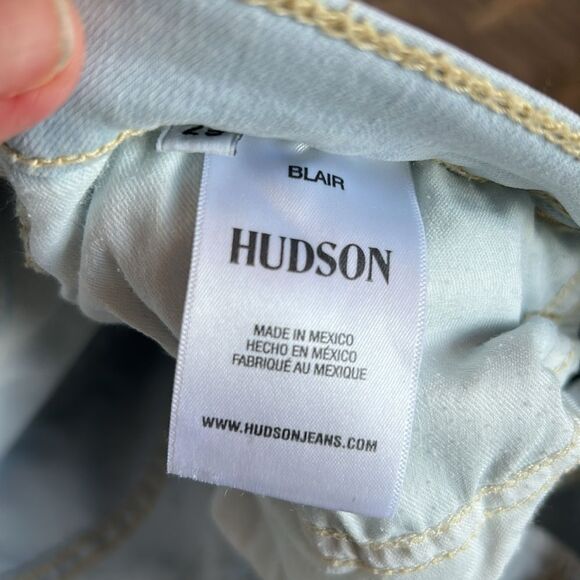 BLAIR
HUDSON
MADE IN MEXICO
HECHO EN MÉXICO
FABRIQUÉ AU MEXIQUE
WWW.HUDSONJEANS.COM